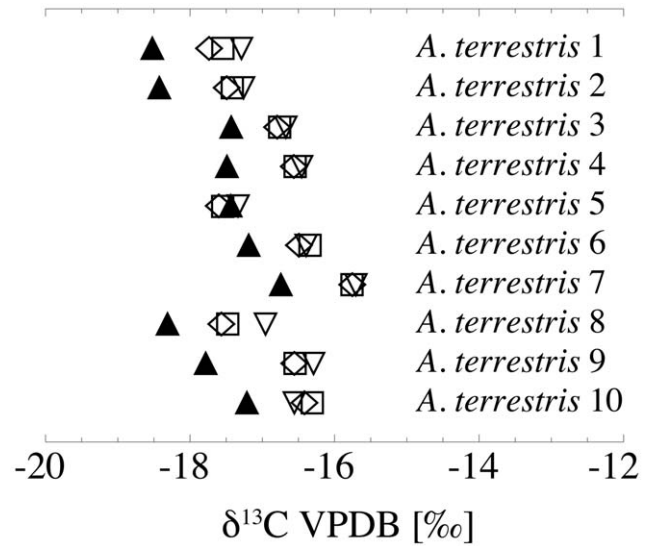 A. terrestris 1
A. terrestris 2
A. terrestris 3
A. terrestris 4
A. terrestris 5
A. terrestris 6
A. terrestris 7
A. terrestris 8
A. terrestris 9
A. terrestris 10
-20 -18 -16 -14 -12
δ¹³C VPDB [‰]